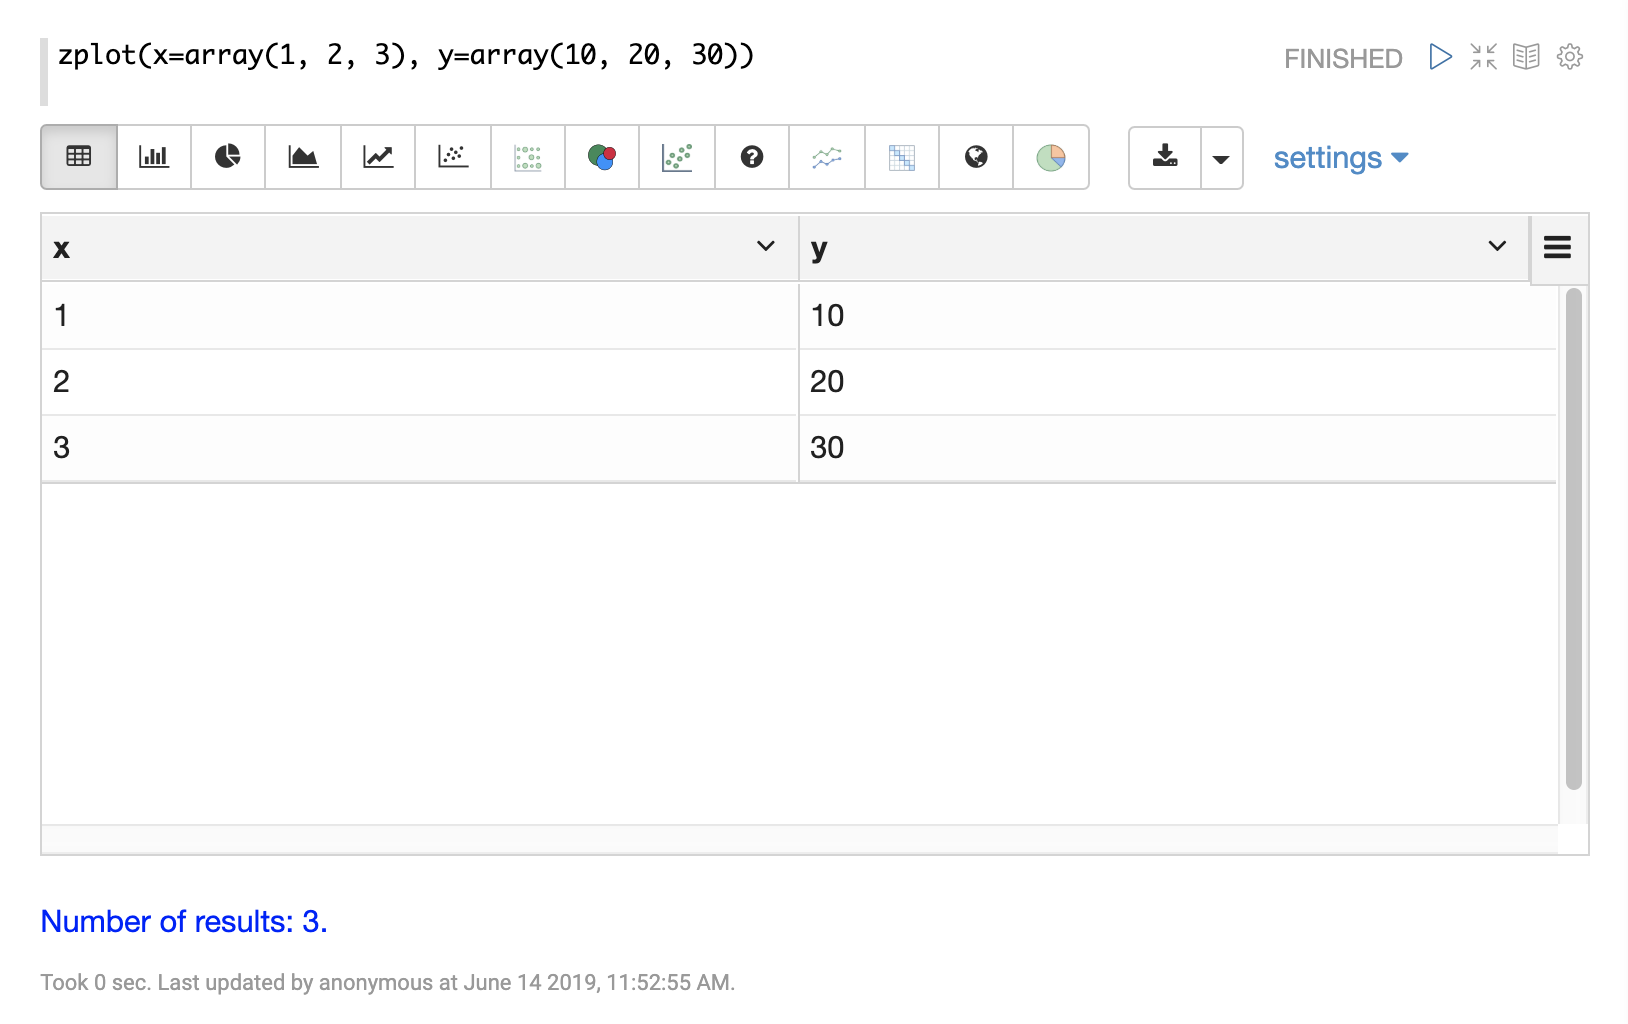 zplot(x=array(1, 2, 3), y=array(10, 20, 30))
FINISHED
settings
x y
1 10
2 20
3 30
Number of results: 3.
Took 0 sec. Last updated by anonymous at June 14 2019, 11:52:55 AM.